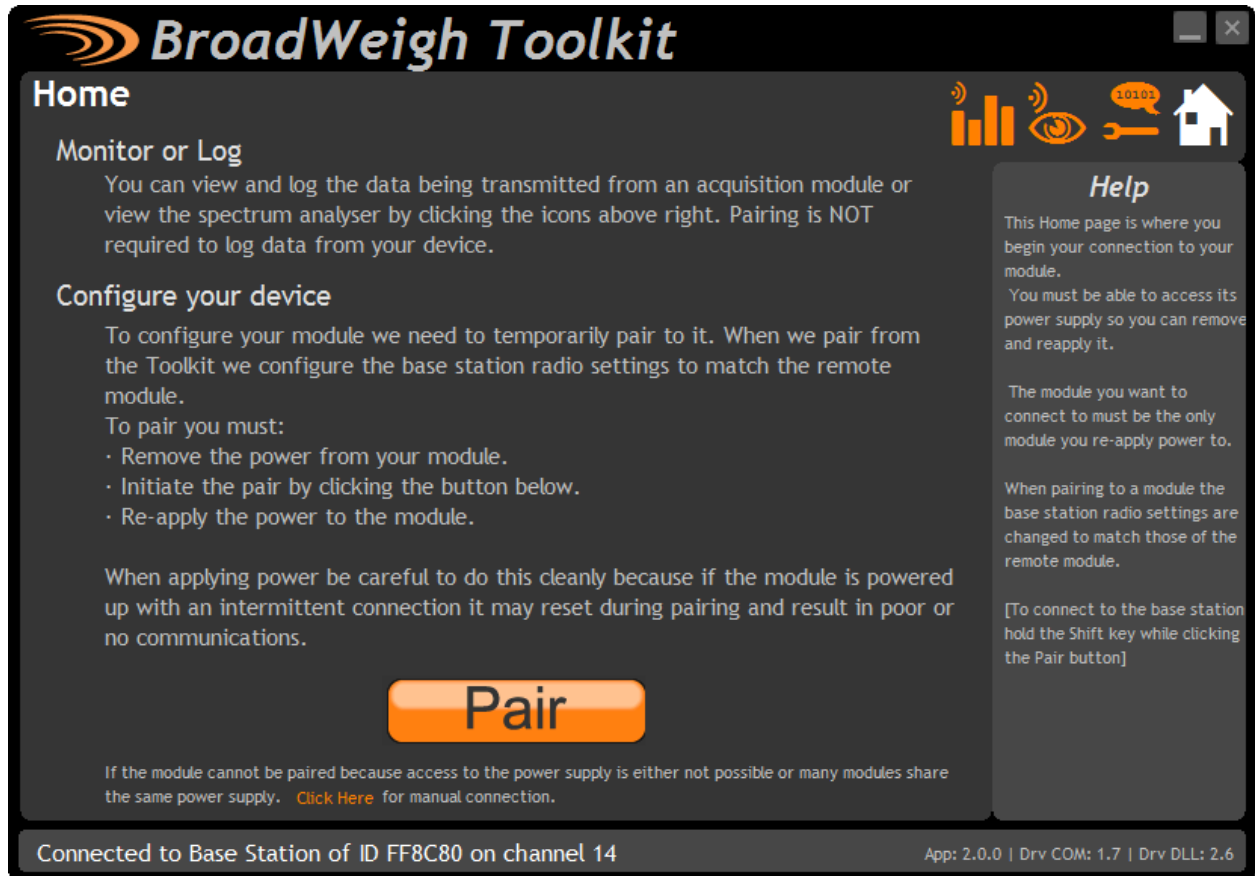 BroadWeigh Toolkit
Home
10101
Monitor or Log
You can view and log the data being transmitted from an acquisition module or
view the spectrum analyser by clicking the icons above right. Pairing is NOT
required to log data from your device.
Configure your device
To configure your module we need to temporarily pair to it. When we pair from
the Toolkit we configure the base station radio settings to match the remote
module.
To pair you must:
· Remove the power from your module.
· Initiate the pair by clicking the button below.
· Re-apply the power to the module.
When applying power be careful to do this cleanly because if the module is powered
up with an intermittent connection it may reset during pairing and result in poor or
no communications.
Pair
If the module cannot be paired because access to the power supply is either not possible or many modules share
the same power supply. Click Here for manual connection.
Help
This Home page is where you
begin your connection to your
module.
You must be able to access its
power supply so you can remove
and reapply it.
The module you want to
connect to must be the only
module you re-apply power to.
When pairing to a module the
base station radio settings are
changed to match those of the
remote module.
[To connect to the base station
hold the Shift key while clicking
the Pair button]
Connected to Base Station of ID FF8C80 on channel 14
App: 2.0.0 | Drv COM: 1.7 | Drv DLL: 2.6